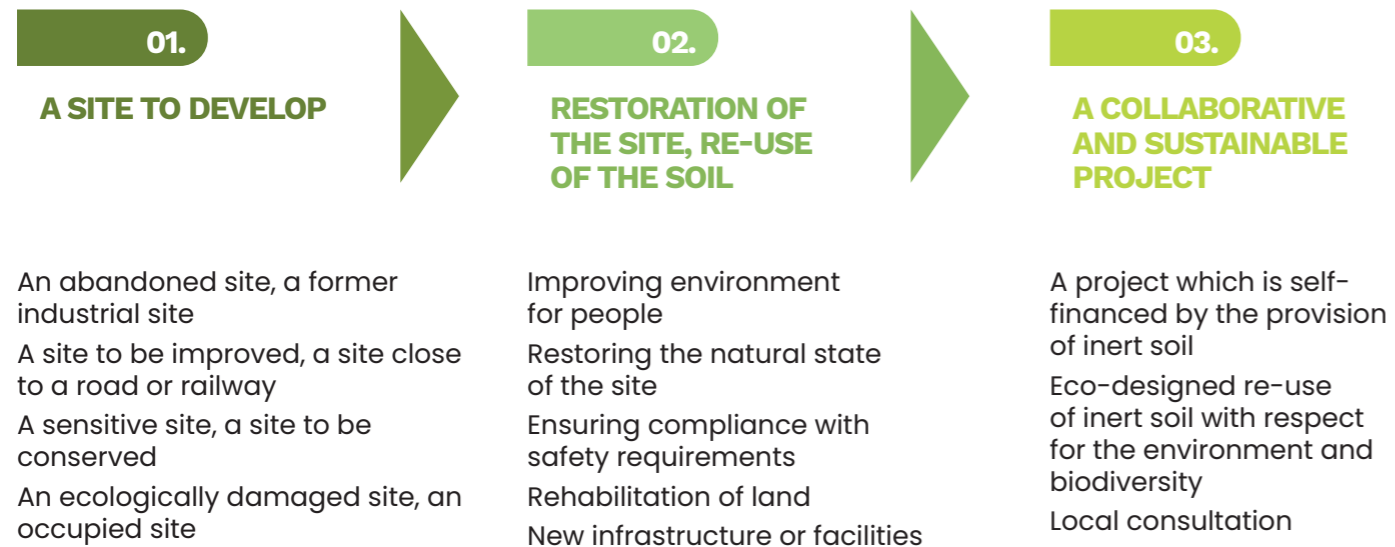 01.
A SITE TO DEVELOP
An abandoned site, a former
industrial site
A site to be improved, a site close
to a road or railway
A sensitive site, a site to be
conserved
An ecologically damaged site, an
occupied site
02.
RESTORATION OF
THE SITE, RE-USE
OF THE SOIL
Improving environment
for people
Restoring the natural state
of the site
Ensuring compliance with
safety requirements
Rehabilitation of land
New infrastructure or facilities
03.
A COLLABORATIVE
AND SUSTAINABLE
PROJECT
A project which is self-
financed by the provision
of inert soil
Eco-designed re-use
of inert soil with respect
for the environment and
biodiversity
Local consultation